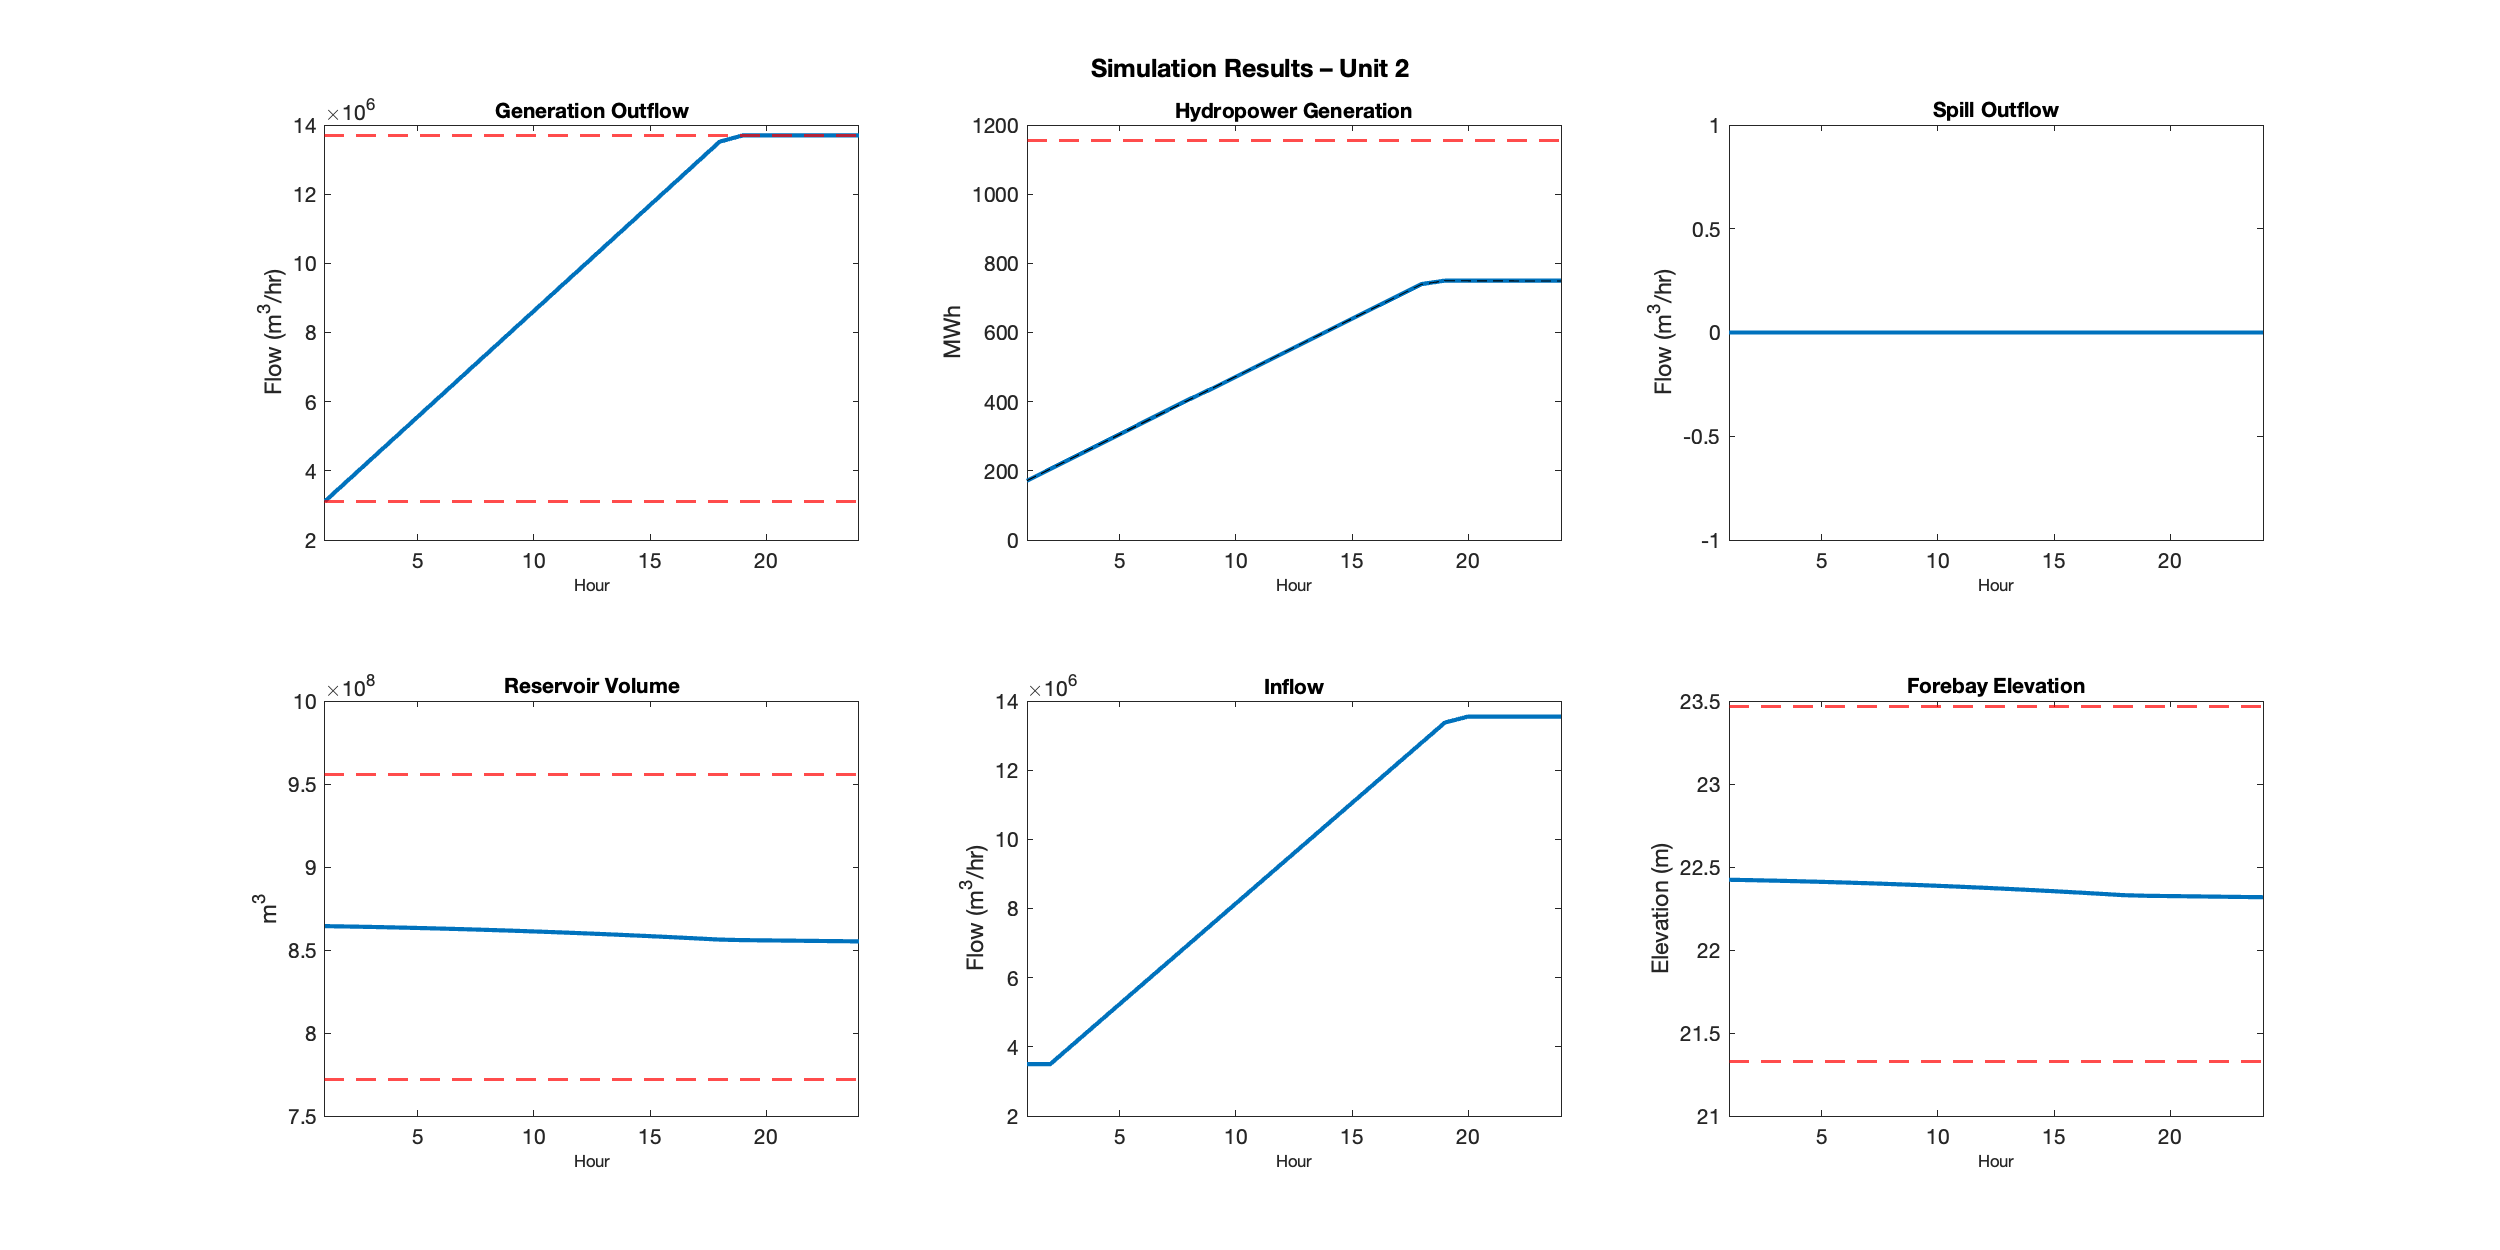 Simulation Results – Unit 2
Generation Outflow
×10^6
14
12
10
8
6
4
2
Flow (m^3/hr)
5 10 15 20
Hour
Hydropower Generation
1200
1000
800
600
400
200
0
MWh
5 10 15 20
Hour
Spill Outflow
1
0.5
0
-0.5
-1
Flow (m^3/hr)
5 10 15 20
Hour
Reservoir Volume
×10^8
10
9.5
9
8.5
8
7.5
m^3
5 10 15 20
Hour
Inflow
×10^6
14
12
10
8
6
4
2
Flow (m^3/hr)
5 10 15 20
Hour
Forebay Elevation
23.5
23
22.5
22
21.5
21
Elevation (m)
5 10 15 20
Hour